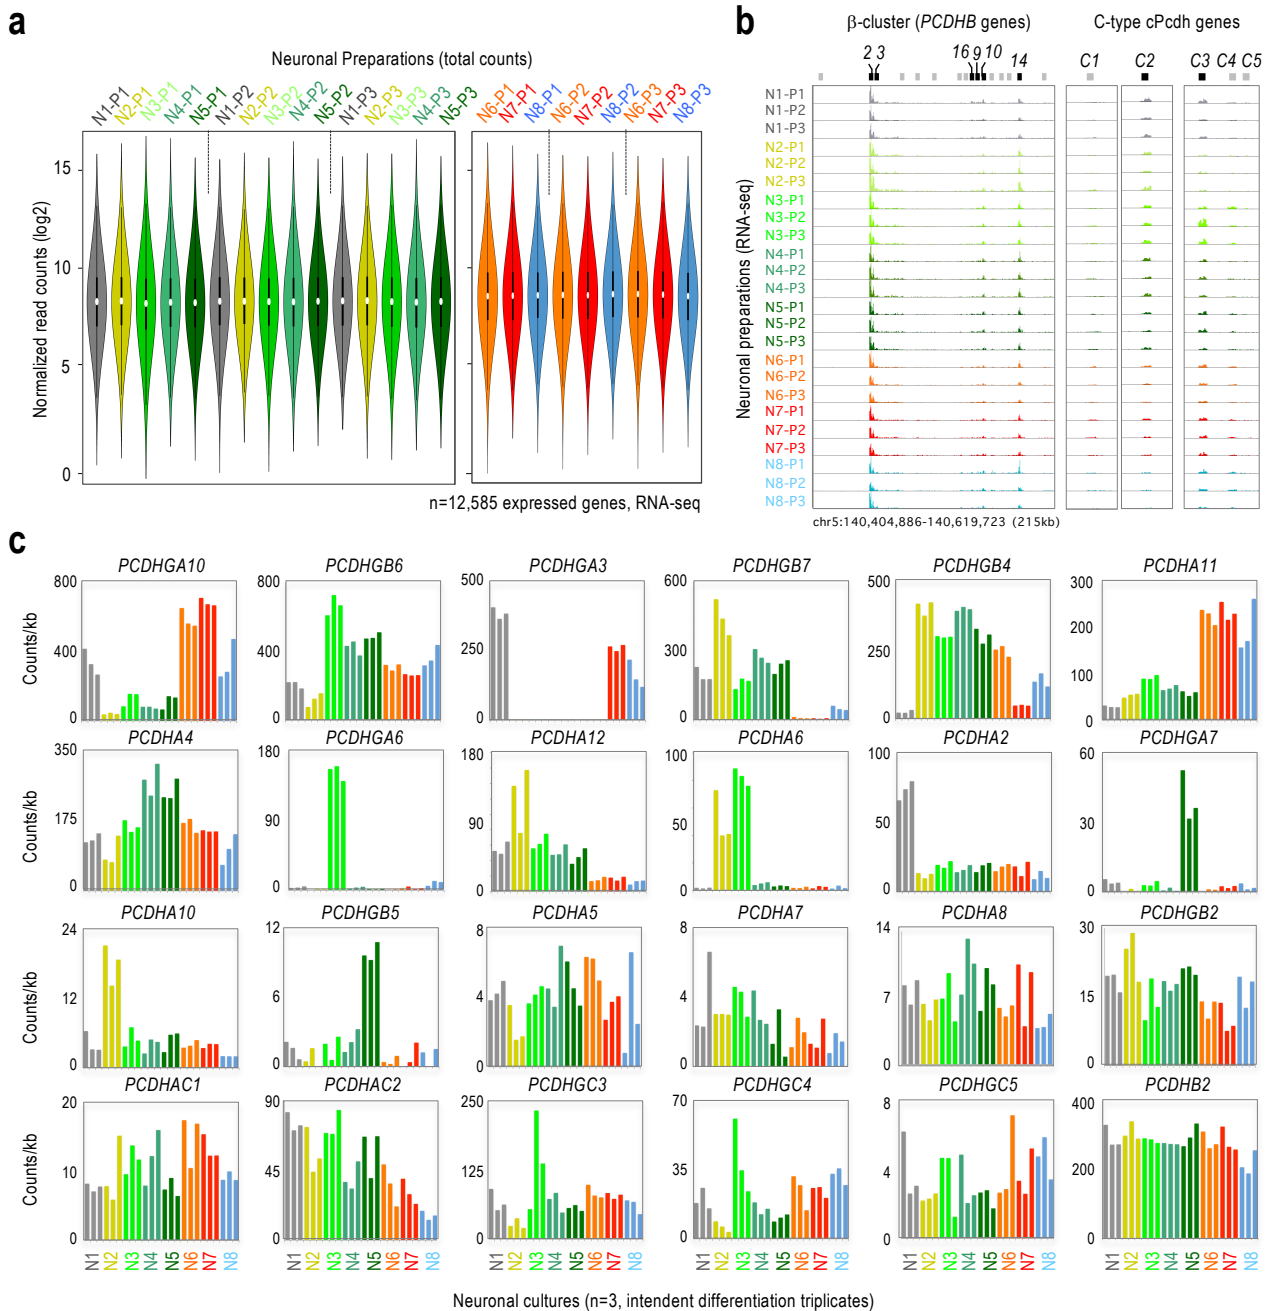 a
Neuronal Preparations (total counts)
N1-P1 N2-P1 N3-P1 N4-P1 N5-P1 N1-P2 N2-P2 N3-P2 N4-P2 N5-P2 N1-P3 N2-P3 N3-P3 N4-P3 N5-P3 N6-P1 N7-P1 N8-P1 N6-P2 N7-P2 N8-P2 N6-P3 N7-P3 N8-P3
Normalized read counts (log2)
15
10
5
0
n=12,585 expressed genes, RNA-seq
b
β-cluster (PCDHB genes)
C-type cPcdh genes
2 3 16 9 10 14 C1 C2 C3 C4 C5
Neuronal preparations (RNA-seq)
N1-P1
N1-P2
N1-P3
N2-P1
N2-P2
N2-P3
N3-P1
N3-P2
N3-P3
N4-P1
N4-P2
N4-P3
N5-P1
N5-P2
N5-P3
N6-P1
N6-P2
N6-P3
N7-P1
N7-P2
N7-P3
N8-P1
N8-P2
N8-P3
chr5:140,404,886-140,619,723 (215kb)
c
PCDHGA10 PCDHGB6 PCDHGA3 PCDHGB7 PCDHGB4 PCDHA11
Counts/kb
800 800 500 600 500 300
200
400 400 250 300 250 100
0 0 0 0 0 0
PCDHA4 PCDHGA6 PCDHA12 PCDHA6 PCDHA2 PCDHGA7
Counts/kb
350 180 180 100 100 60
175 90 90 50 50 30
0 0 0 0 0 0
PCDHA10 PCDHGB5 PCDHA5 PCDHA7 PCDHA8 PCDHGB2
Counts/kb
24 12 8 8 14 30
12 6 4 4 7 15
0 0 0 0 0 0
PCDHAC1 PCDHAC2 PCDHGC3 PCDHGC4 PCDHGC5 PCDHB2
Counts/kb
20 90 250 70 8 400
10 45 125 35 4 200
0 0 0 0 0 0
N1 N2 N3 N4 N5 N6 N7 N8 N1 N2 N3 N4 N5 N6 N7 N8 N1 N2 N3 N4 N5 N6 N7 N8 N1 N2 N3 N4 N5 N6 N7 N8 N1 N2 N3 N4 N5 N6 N7 N8 N1 N2 N3 N4 N5 N6 N7 N8
Neuronal cultures (n=3, intendent differentiation triplicates)